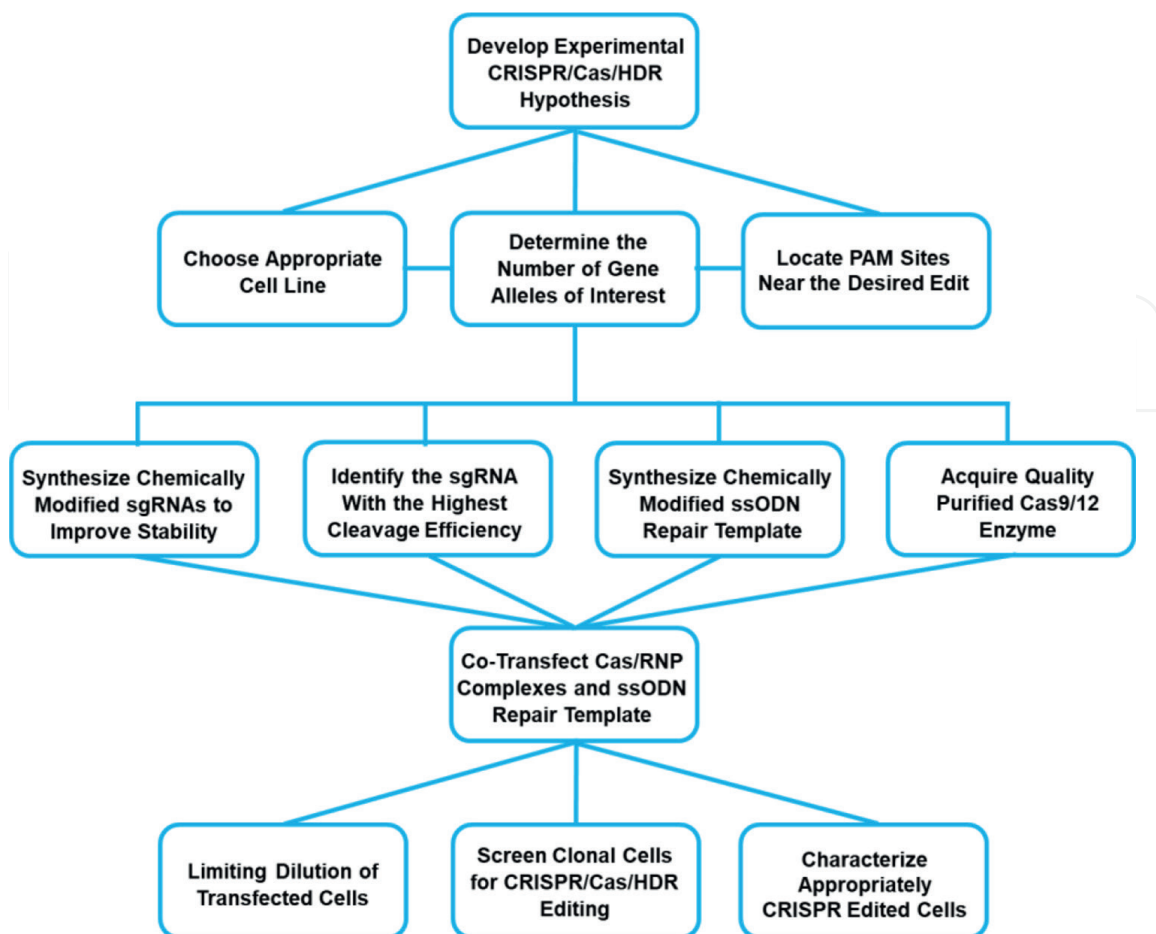 Develop Experimental
CRISPR/Cas/HDR
Hypothesis
Choose Appropriate
Cell Line
Determine the
Number of Gene
Alleles of Interest
Locate PAM Sites
Near the Desired Edit
Synthesize Chemically
Modified sgRNAs to
Improve Stability
Identify the sgRNA
With the Highest
Cleavage Efficiency
Synthesize Chemically
Modified ssODN
Repair Template
Acquire Quality
Purified Cas9/12
Enzyme
Co-Transfect Cas/RNP
Complexes and ssODN
Repair Template
Limiting Dilution of
Transfected Cells
Screen Clonal Cells
for CRISPR/Cas/HDR
Editing
Characterize
Appropriately
CRISPR Edited Cells